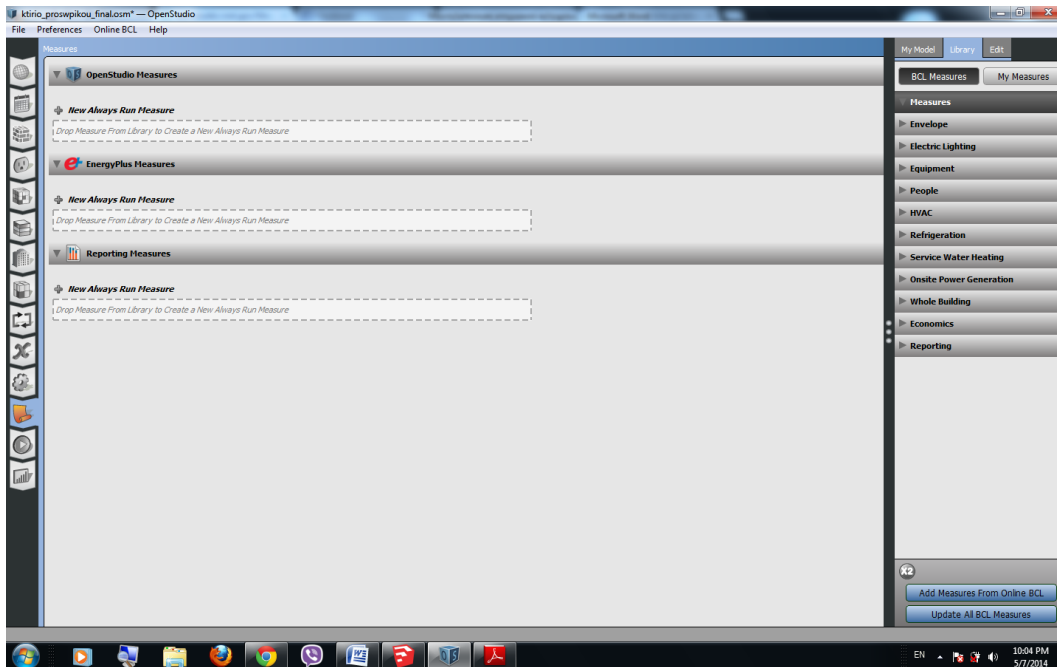 ktirio_proswpikou_final.osm* — OpenStudio
File Preferences Online BCL Help
Measures
My Model Library Edit
OpenStudio Measures
BCL Measures My Measures
New Always Run Measure
Drop Measure From Library to Create a New Always Run Measure
EnergyPlus Measures
New Always Run Measure
Drop Measure From Library to Create a New Always Run Measure
Reporting Measures
New Always Run Measure
Drop Measure From Library to Create a New Always Run Measure
Measures
Envelope
Electric Lighting
Equipment
People
HVAC
Refrigeration
Service Water Heating
Onsite Power Generation
Whole Building
Economics
Reporting
X2
Add Measures From Online BCL
Update All BCL Measures
EN
10:04 PM
5/7/2014